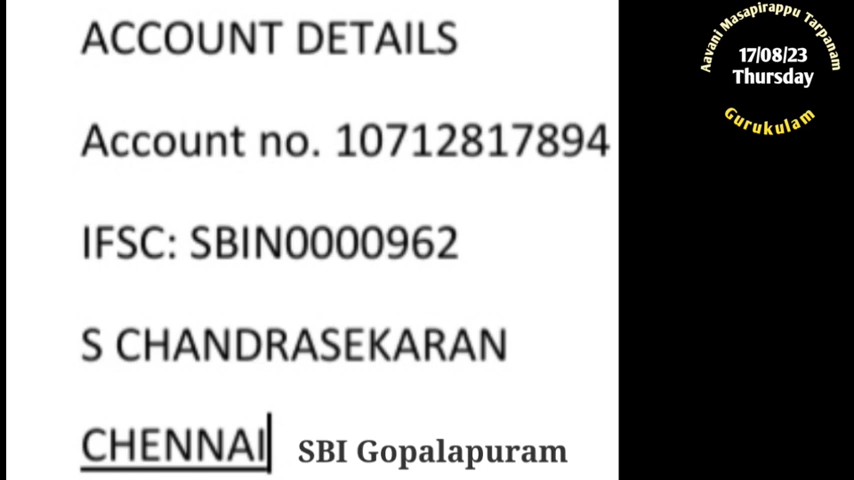 ACCOUNT DETAILS
Account no. 10712817894
IFSC: SBIN0000962
S CHANDRASEKARAN
CHENNAI SBI Gopalapuram
Aavani Masapirappu Tarpanam
17/08/23
Thursday
Gurukulam